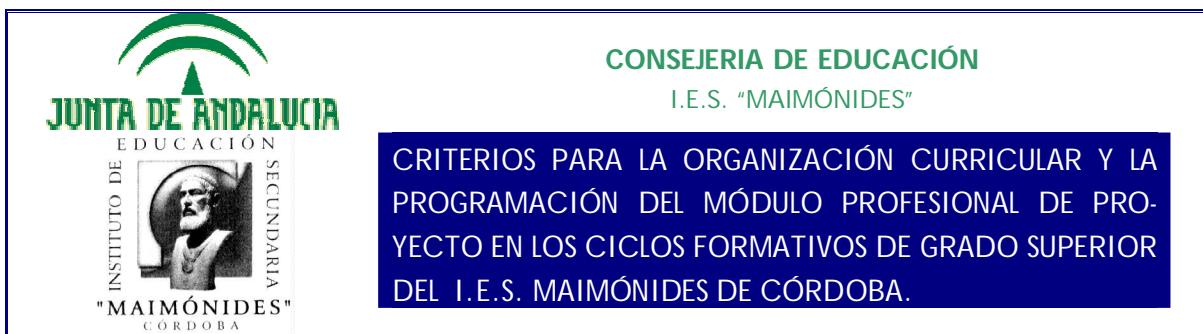 JUNTA DE ANDALUCIA
EDUCACIÓN
INSTITUTO DE
SECUNDARIA
"MAIMÓNIDES"
CÓRDOBA
CONSEJERIA DE EDUCACIÓN
I.E.S. “MAIMÓNIDES”
CRITERIOS PARA LA ORGANIZACIÓN CURRICULAR Y LA
PROGRAMACIÓN DEL MÓDULO PROFESIONAL DE PRO-
YECTO EN LOS CICLOS FORMATIVOS DE GRADO SUPERIOR
DEL I.E.S. MAIMÓNIDES DE CÓRDOBA.